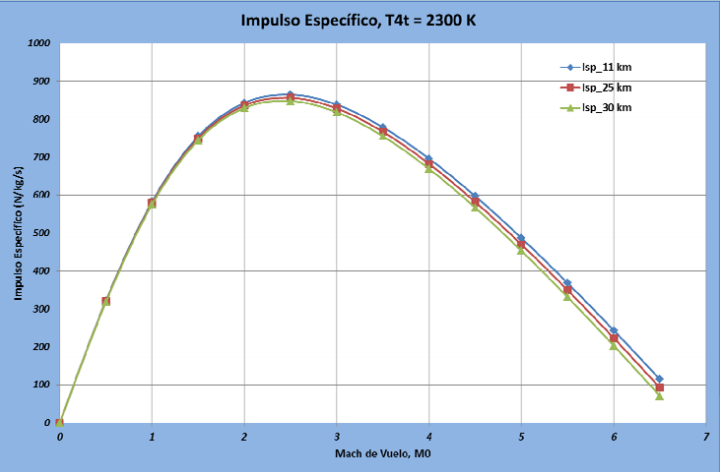 Impulso Específico, T4t = 2300 K
Impulso Específico (N/kg/s)
1000
900
800
700
600
500
400
300
200
100
0
Isp_11 km
Isp_25 km
Isp_30 km
0 1 2 3 4 5 6 7
Mach de Vuelo, M0